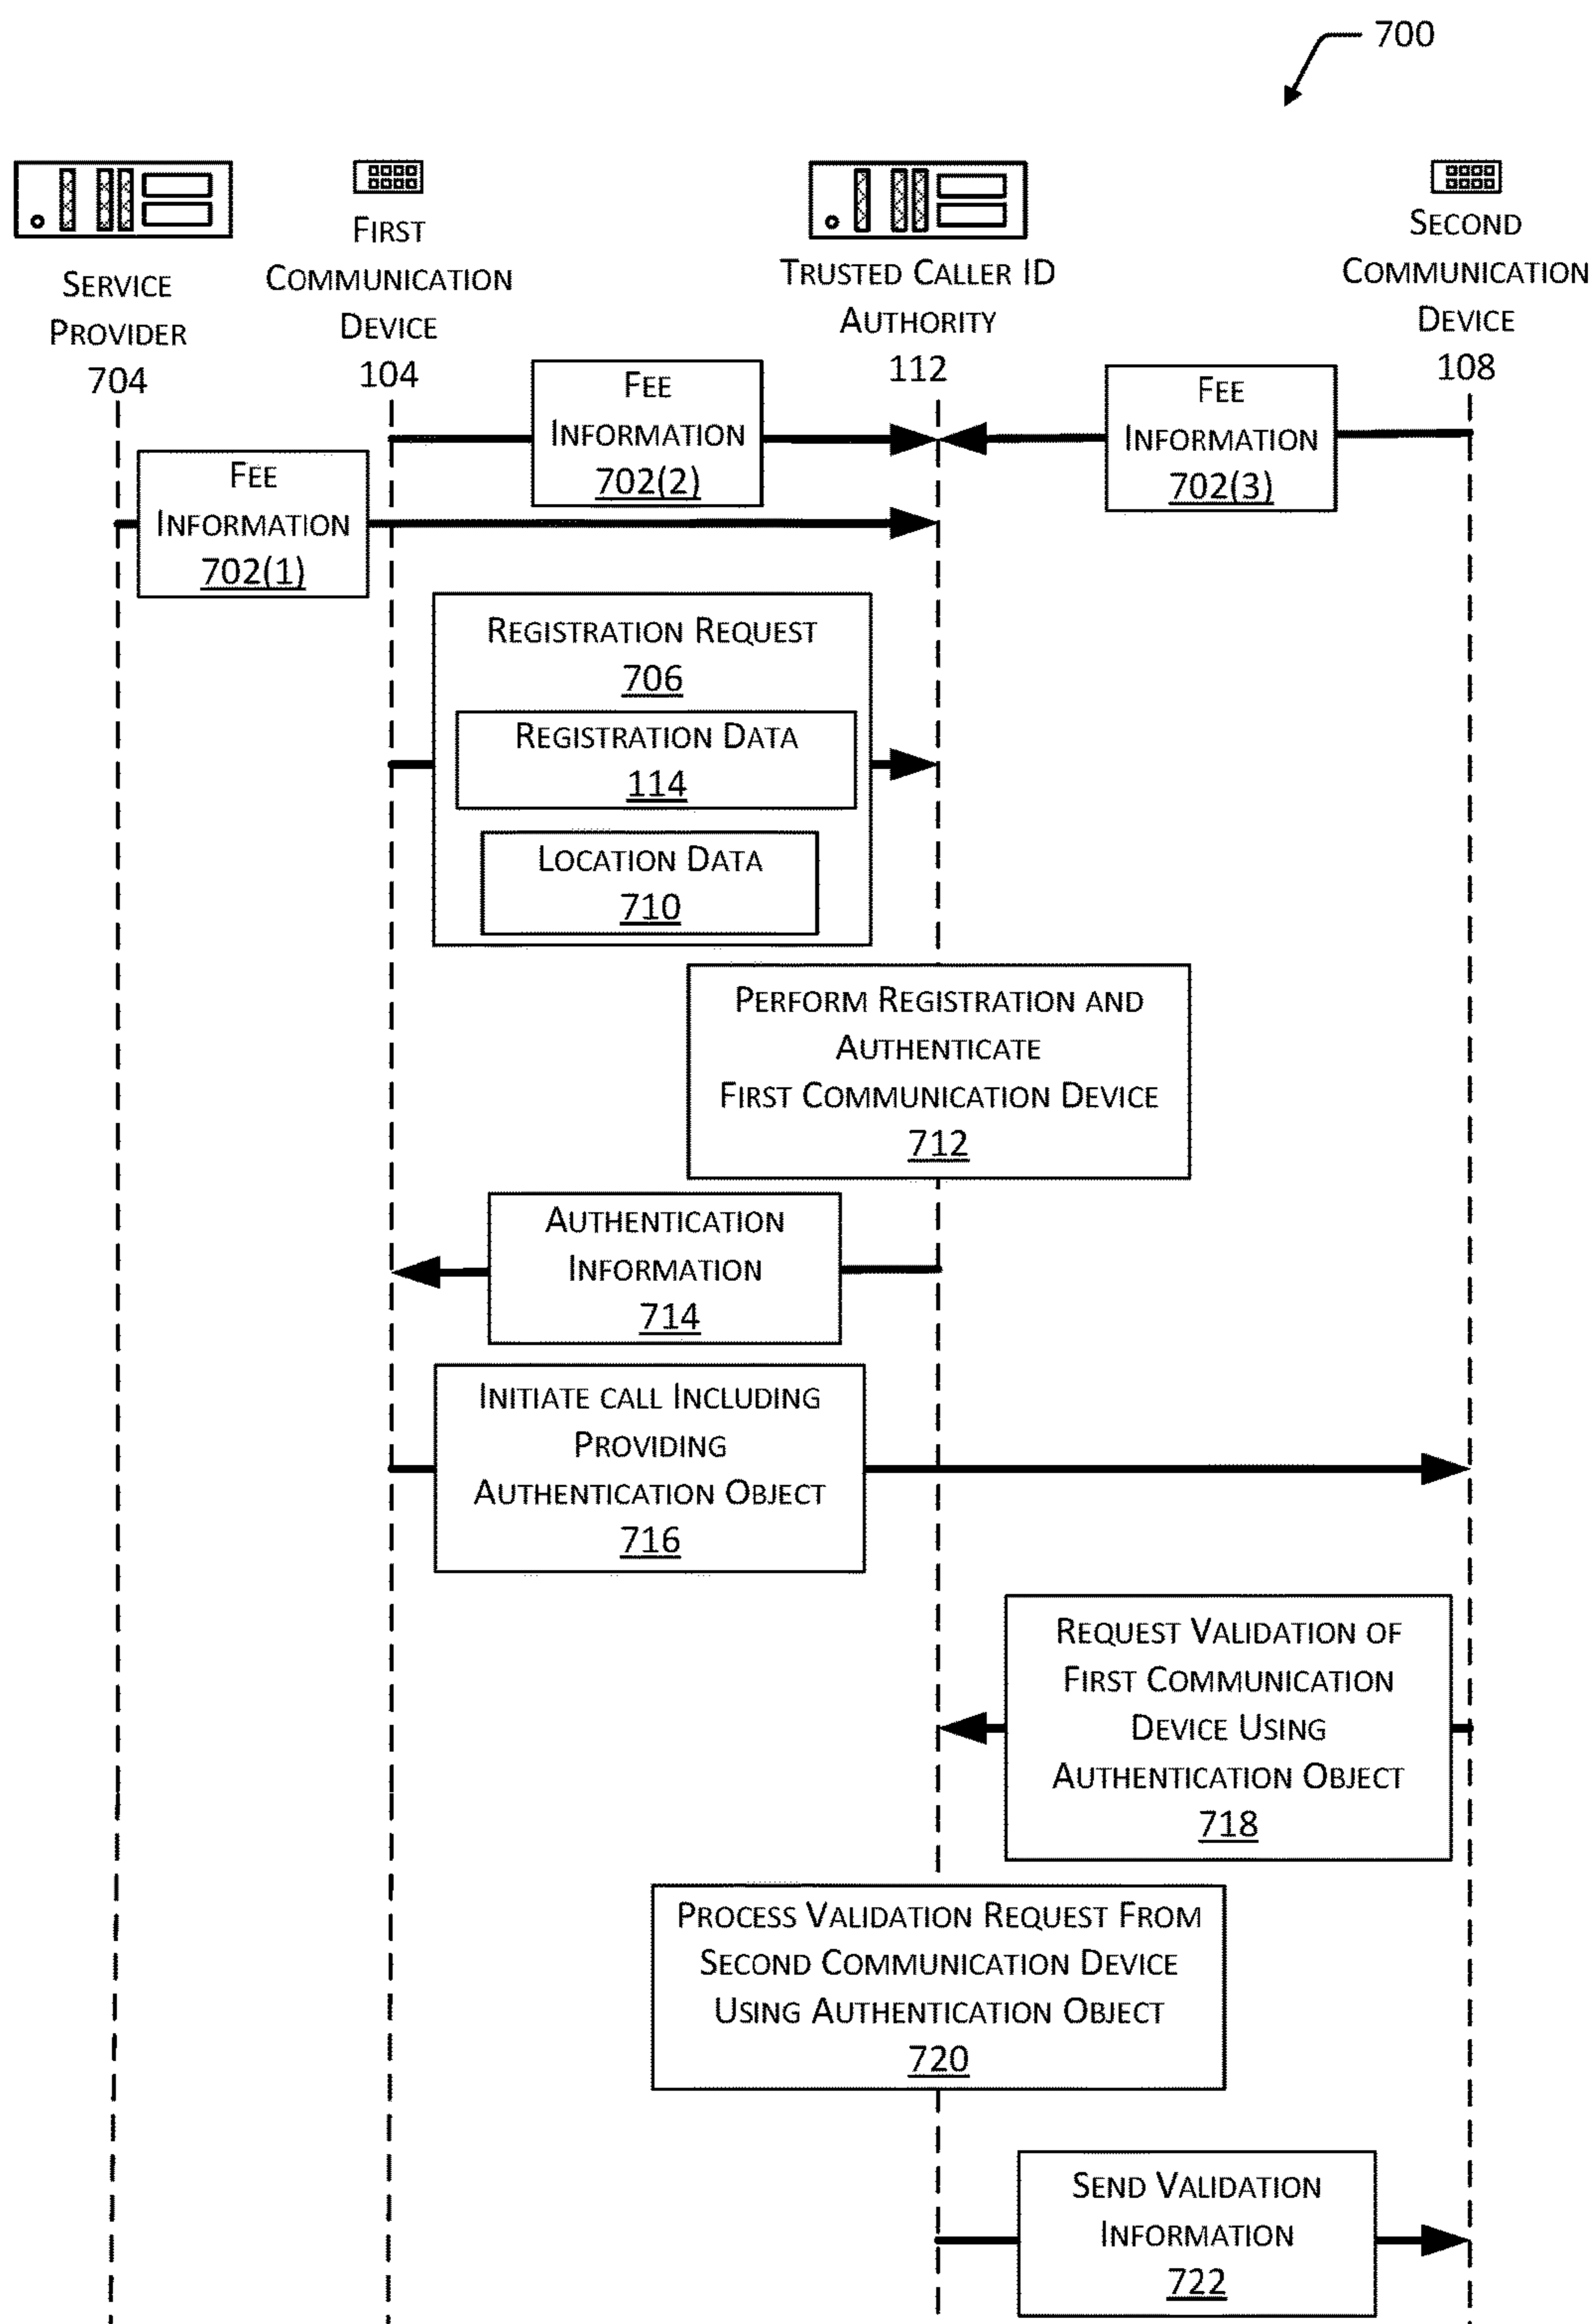 700
SERVICE
PROVIDER
704
FIRST
COMMUNICATION
DEVICE
104
TRUSTED CALLER ID
AUTHORITY
112
SECOND
COMMUNICATION
DEVICE
108
FEE
INFORMATION
702(2)
FEE
INFORMATION
702(3)
FEE
INFORMATION
702(1)
REGISTRATION REQUEST
706
REGISTRATION DATA
114
LOCATION DATA
710
PERFORM REGISTRATION AND
AUTHENTICATE
FIRST COMMUNICATION DEVICE
712
AUTHENTICATION
INFORMATION
714
INITIATE CALL INCLUDING
PROVIDING
AUTHENTICATION OBJECT
716
REQUEST VALIDATION OF
FIRST COMMUNICATION
DEVICE USING
AUTHENTICATION OBJECT
718
PROCESS VALIDATION REQUEST FROM
SECOND COMMUNICATION DEVICE
USING AUTHENTICATION OBJECT
720
SEND VALIDATION
INFORMATION
722